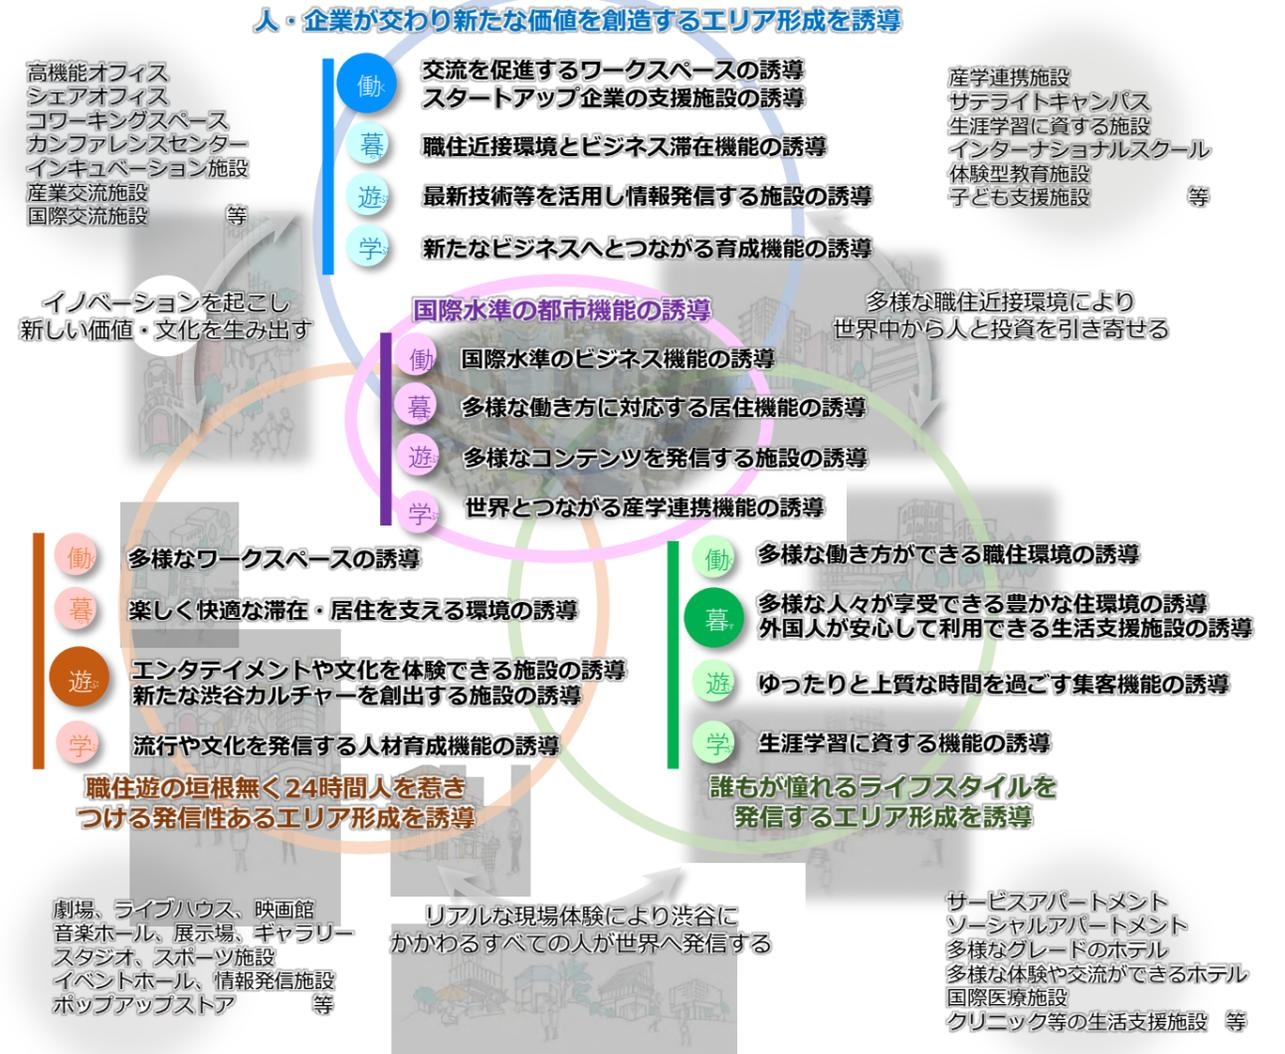 人・企業が交わり新たな価値を創造するエリア形成を誘導
高機能オフィス
シェアオフィス
コワーキングスペース
カンファレンスセンター
インキュベーション施設
産業交流施設
国際交流施設 等
働く
交流を促進するワークスペースの誘導
スタートアップ企業の支援施設の誘導
暮す
職住近接環境とビジネス滞在機能の誘導
遊ぶ
最新技術等を活用し情報発信する施設の誘導
学ぶ
新たなビジネスへとつながる育成機能の誘導
産学連携施設
サテライトキャンパス
生涯学習に資する施設
インターナショナルスクール
体験型教育施設
子ども支援施設 等
イノベーションを起こし
新しい価値・文化を生み出す
国際水準の都市機能の誘導
働く
国際水準のビジネス機能の誘導
暮す
多様な働き方に対応する居住機能の誘導
遊ぶ
多様なコンテンツを発信する施設の誘導
学ぶ
世界とつながる産学連携機能の誘導
多様な職住近接環境により
世界中から人と投資を引き寄せる
働く
多様なワークスペースの誘導
暮す
楽しく快適な滞在・居住を支える環境の誘導
遊ぶ
エンタテイメントや文化を体験できる施設の誘導
新たな渋谷カルチャーを創出する施設の誘導
学ぶ
流行や文化を発信する人材育成機能の誘導
職住遊の垣根無く24時間人を惹き
つける発信性あるエリア形成を誘導
働く
多様な働き方ができる職住環境の誘導
暮す
多様な人々が享受できる豊かな住環境の誘導
外国人が安心して利用できる生活支援施設の誘導
遊ぶ
ゆったりと上質な時間を過ごす集客機能の誘導
学ぶ
生涯学習に資する機能の誘導
誰もが憧れるライフスタイルを
発信するエリア形成を誘導
劇場、ライブハウス、映画館
音楽ホール、展示場、ギャラリー
スタジオ、スポーツ施設
イベントホール、情報発信施設
ポップアップストア 等
リアルな現場体験により渋谷に
かかわるすべての人が世界へ発信する
サービスアパートメント
ソーシャルアパートメント
多様なグレードのホテル
多様な体験や交流ができるホテル
国際医療施設
クリニック等の生活支援施設 等